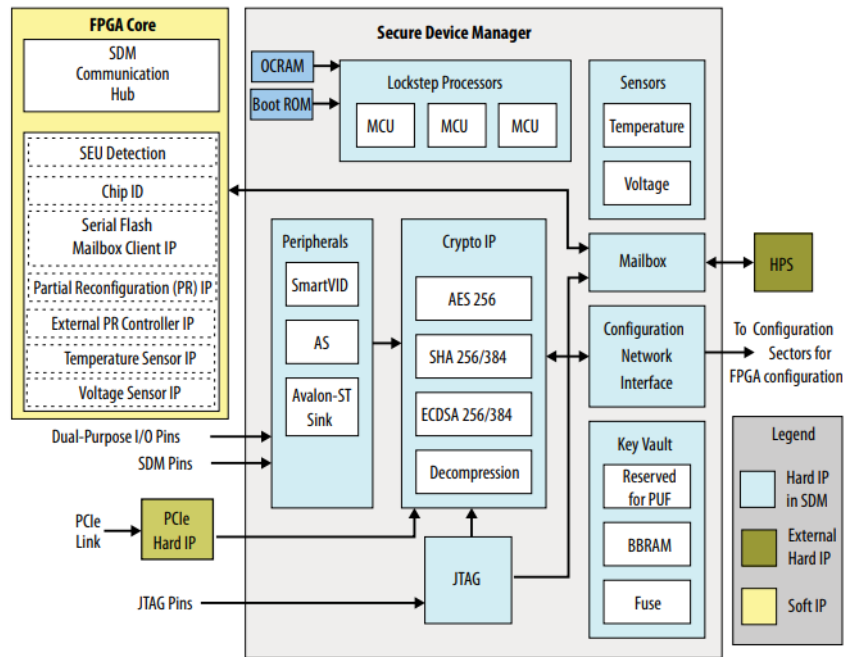 FPGA Core
SDM
Communication
Hub
SEU Detection
Chip ID
Serial Flash
Mailbox Client IP
Partial Reconfiguration (PR) IP
External PR Controller IP
Temperature Sensor IP
Voltage Sensor IP
Secure Device Manager
OCRAM
Boot ROM
Lockstep Processors
MCU
MCU
MCU
Sensors
Temperature
Voltage
Peripherals
SmartVID
AS
Avalon-ST
Sink
Crypto IP
AES 256
SHA 256/384
ECDSA 256/384
Decompression
Mailbox
HPS
Configuration
Network
Interface
To Configuration
Sectors for
FPGA configuration
Dual-Purpose I/O Pins
SDM Pins
PCIe
Link
PCIe
Hard IP
JTAG Pins
JTAG
Key Vault
Reserved
for PUF
BBRAM
Fuse
Legend
Hard IP
in SDM
External
Hard IP
Soft IP